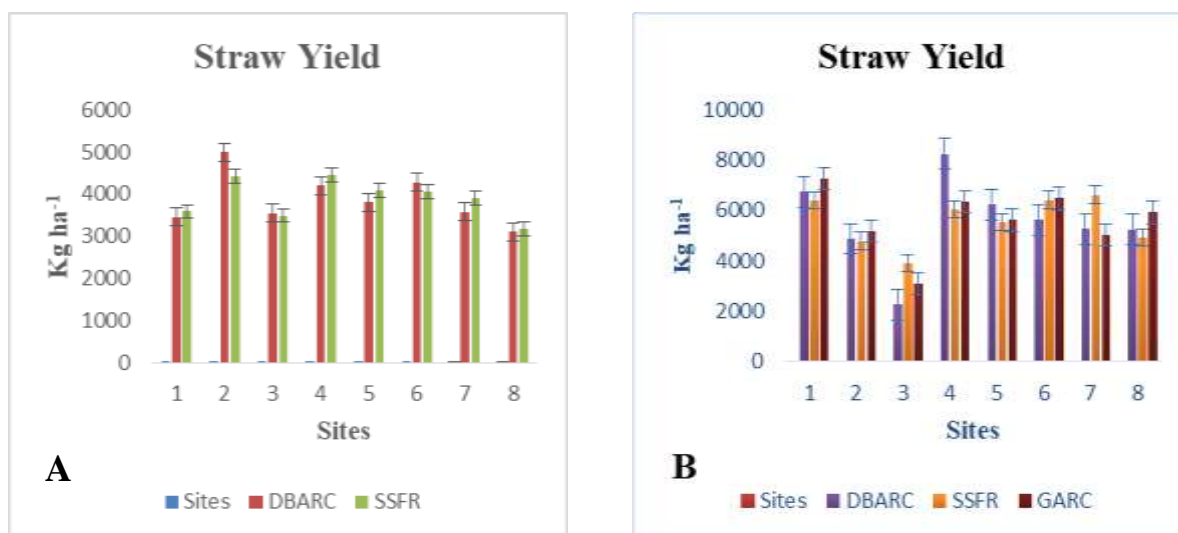 Straw Yield
Kg ha-1
6000
5000
4000
3000
2000
1000
0
1 2 3 4 5 6 7 8
Sites
A
Sites DBARC SSFR
Straw Yield
Kg ha-1
10000
8000
6000
4000
2000
0
1 2 3 4 5 6 7 8
Sites
B
Sites DBARC SSFR GARC